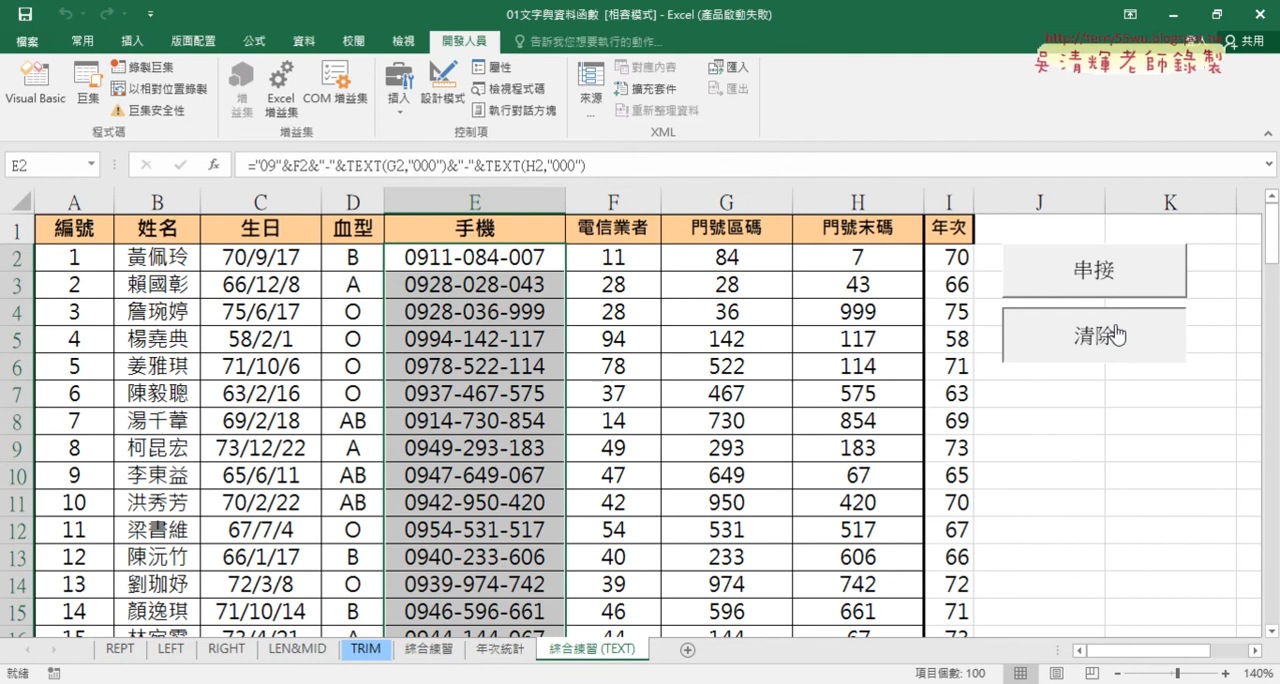 01文字與資料函數 [相容模式] - Excel (產品啟動失敗)
檔案 常用 插入 版面配置 公式 資料 校閱 檢視 開發人員 告訴我您想要執行的動作... 登入 共用
http://terry55wu.blogspot.tw
吳清輝老師錄製
Visual Basic 巨集 錄製巨集 以相對位置錄製 巨集安全性 程式碼
增益集 Excel 增益集 COM 增益集 增益集
插入 設計模式 屬性 檢視程式碼 執行對話方塊 控制項
來源... 對應內容 擴充套件 重新整理資料 匯入 匯出 XML
E2 fx ="09"&F2&"-"&TEXT(G2,"000")&"-"&TEXT(H2,"000")
A B C D E F G H I J K
1 編號 姓名 生日 血型 手機 電信業者 門號區碼 門號末碼 年次
2 1 黃佩玲 70/9/17 B 0911-084-007 11 84 7 70
3 2 賴國彰 66/12/8 A 0928-028-043 28 28 43 66
4 3 詹琬婷 75/6/17 O 0928-036-999 28 36 999 75
5 4 楊堯典 58/2/1 O 0994-142-117 94 142 117 58
6 5 姜雅琪 71/10/6 O 0978-522-114 78 522 114 71
7 6 陳毅聰 63/2/16 O 0937-467-575 37 467 575 63
8 7 湯千葦 69/2/18 AB 0914-730-854 14 730 854 69
9 8 柯昆宏 73/12/22 A 0949-293-183 49 293 183 73
10 9 李東益 65/6/11 AB 0947-649-067 47 649 67 65
11 10 洪秀芳 70/2/22 AB 0942-950-420 42 950 420 70
12 11 梁書維 67/7/4 O 0954-531-517 54 531 517 67
13 12 陳沅竹 66/1/17 B 0940-233-606 40 233 606 66
14 13 劉珈妤 72/3/8 O 0939-974-742 39 974 742 72
15 14 顏逸琪 71/10/14 B 0946-596-661 46 596 661 71
串接
清除
REPT LEFT RIGHT LEN&MID TRIM 綜合練習 年次統計 綜合練習 (TEXT)
就緒 項目個數: 100 140%